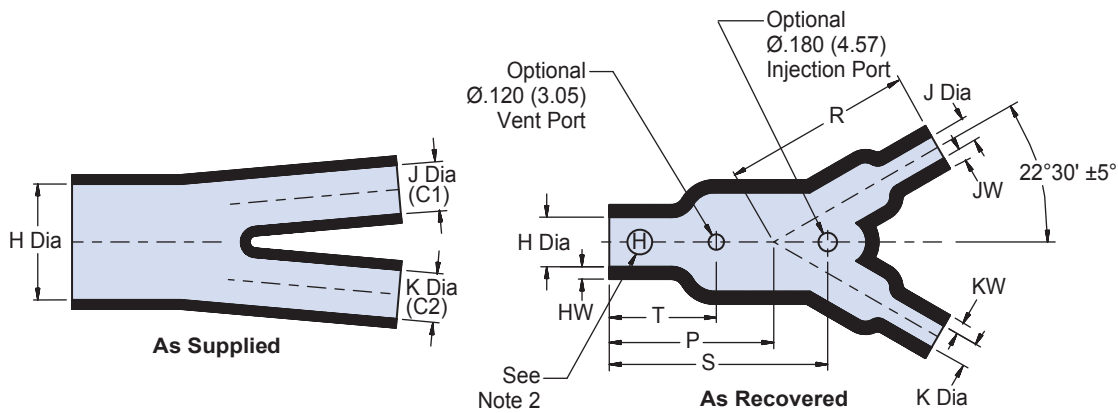 H Dia
J Dia
(C1)
K Dia
(C2)
As Supplied
Optional
Ø.120 (3.05)
Vent Port
Optional
Ø.180 (4.57)
Injection Port
R
J Dia
JW
22°30' ±5°
H Dia
H
HW
T
P
S
KW
K Dia
See
Note 2
As Recovered